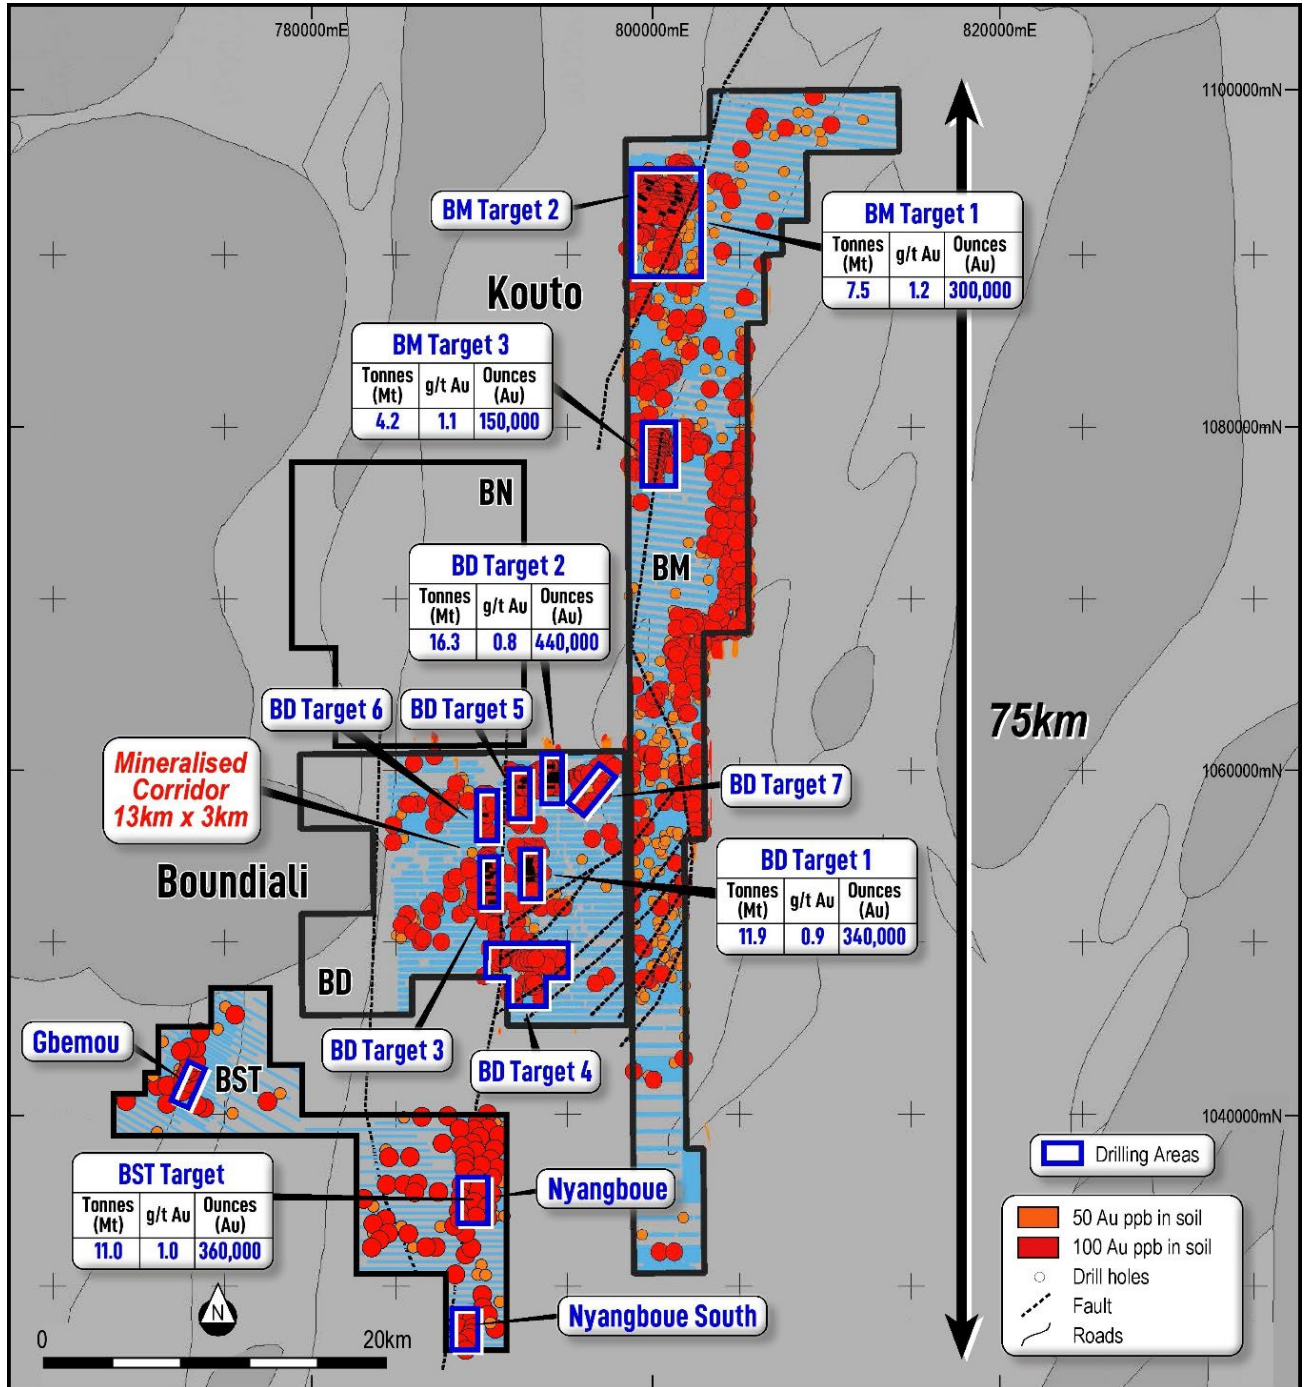 780000mE
800000mE
820000mE
1100000mN
BM Target 2
BM Target 1
Tonnes (Mt) g/t Au Ounces (Au)
7.5 1.2 300,000
Kouto
BM Target 3
Tonnes (Mt) g/t Au Ounces (Au)
4.2 1.1 150,000
1080000mN
BN
BM
BD Target 2
Tonnes (Mt) g/t Au Ounces (Au)
16.3 0.8 440,000
BD Target 6
BD Target 5
75km
Mineralised
Corridor
13km x 3km
BD Target 7
1060000mN
Boundiali
BD Target 1
Tonnes (Mt) g/t Au Ounces (Au)
11.9 0.9 340,000
BD
BD Target 3
BD Target 4
Gbemou
BST
1040000mN
BST Target
Tonnes (Mt) g/t Au Ounces (Au)
11.0 1.0 360,000
Nyangboue
Nyangboue South
N
0 20km
Drilling Areas
50 Au ppb in soil
100 Au ppb in soil
Drill holes
Fault
Roads